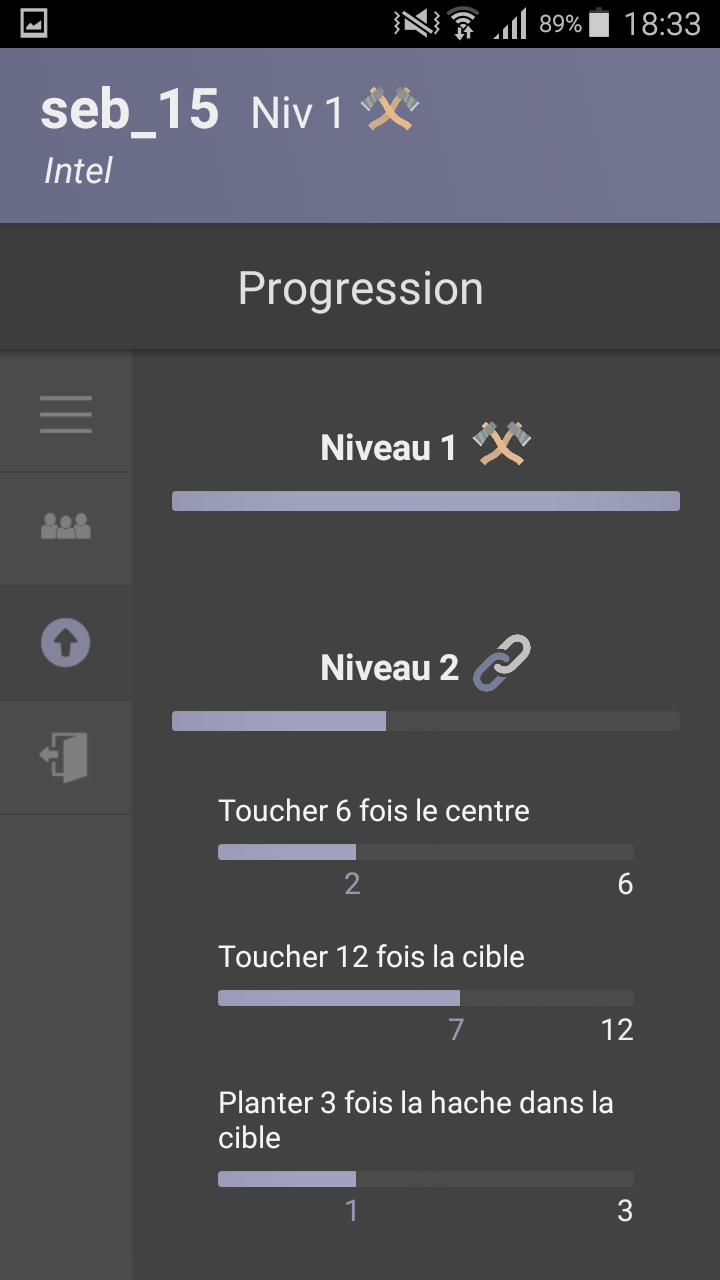 89% 18:33
seb_15 Niv 1
Intel
Progression
Niveau 1
Niveau 2
Toucher 6 fois le centre
2 6
Toucher 12 fois la cible
7 12
Planter 3 fois la hache dans la
cible
1 3